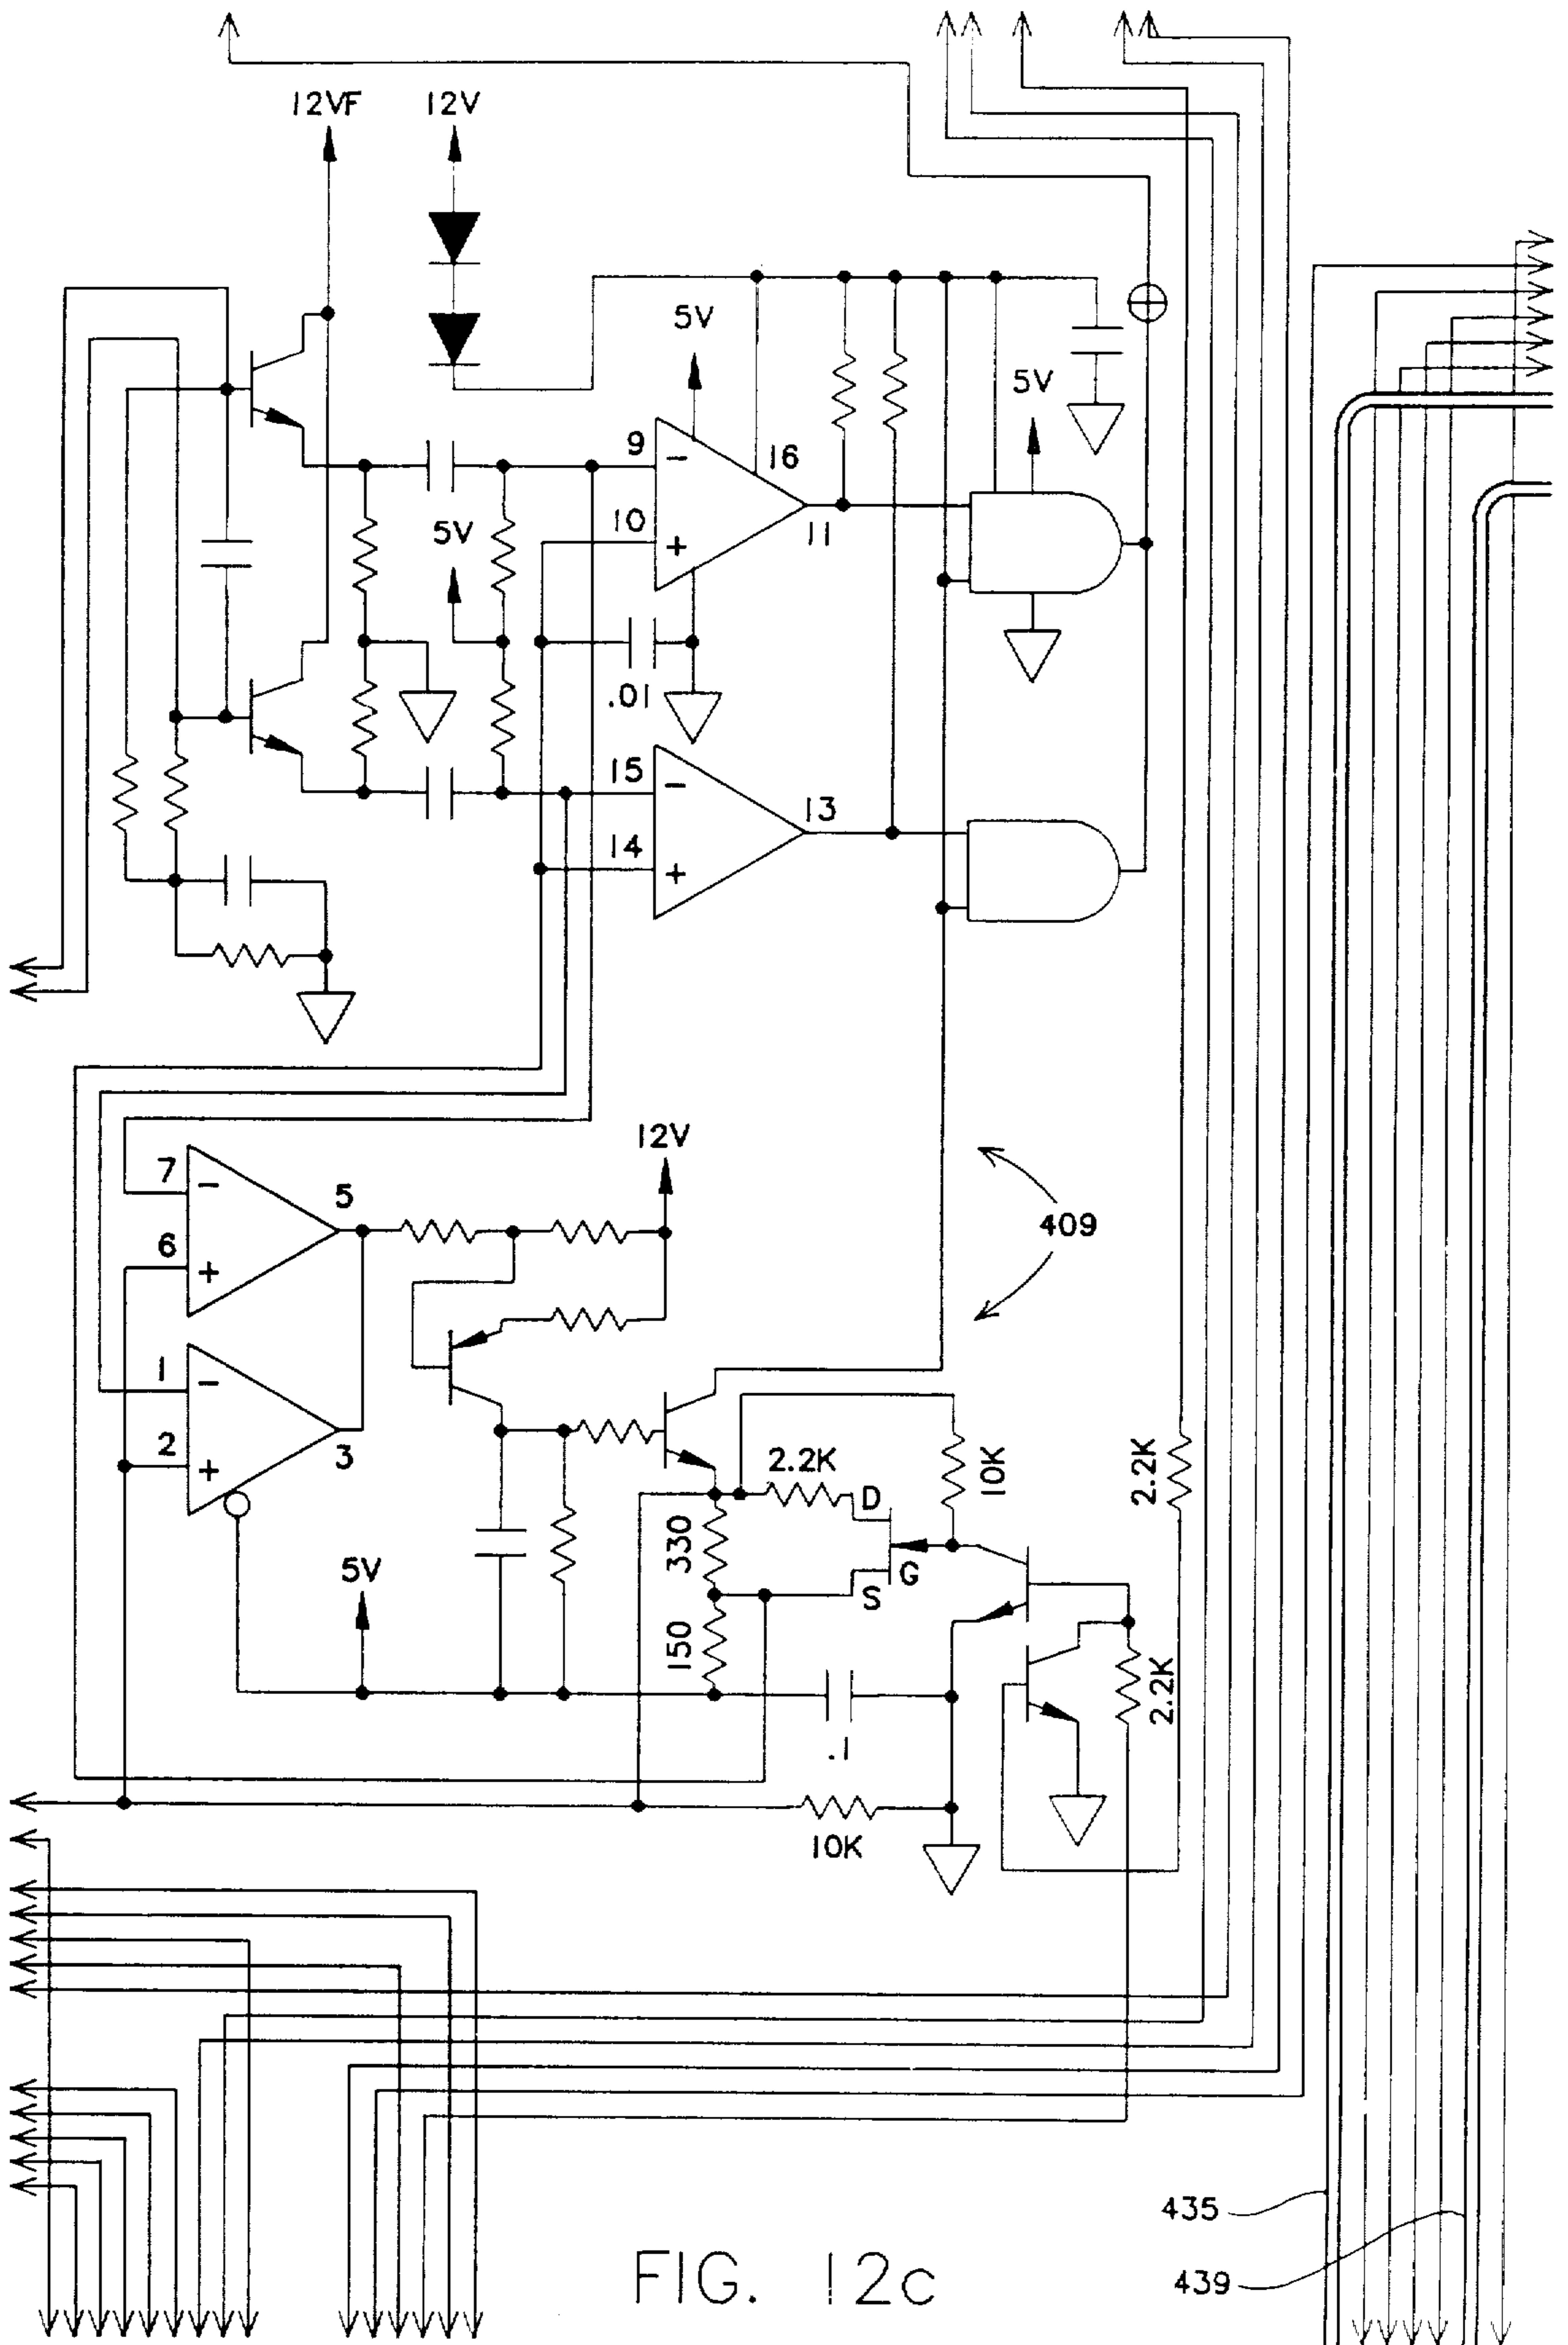 12VF 12V
5V
5V
9 - 16
10 + 11
5V
.01
15 - 13
14 +
12V
7 - 5
6 +
409
1 - 3
2 +
2.2K 10K 2.2K
D
330 G
5V S
150 2.2K
.1
10K
435
439
FIG. 12c